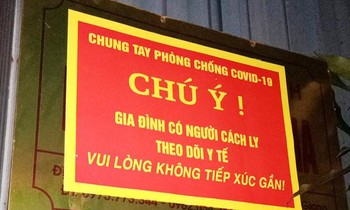 CHUNG TAY PHÒNG CHỐNG COVID-19
CHÚ Ý !
GIA ĐÌNH CÓ NGƯỜI CÁCH LY
THEO DÕI Y TẾ
VUI LÒNG KHÔNG TIẾP XÚC GẦN!